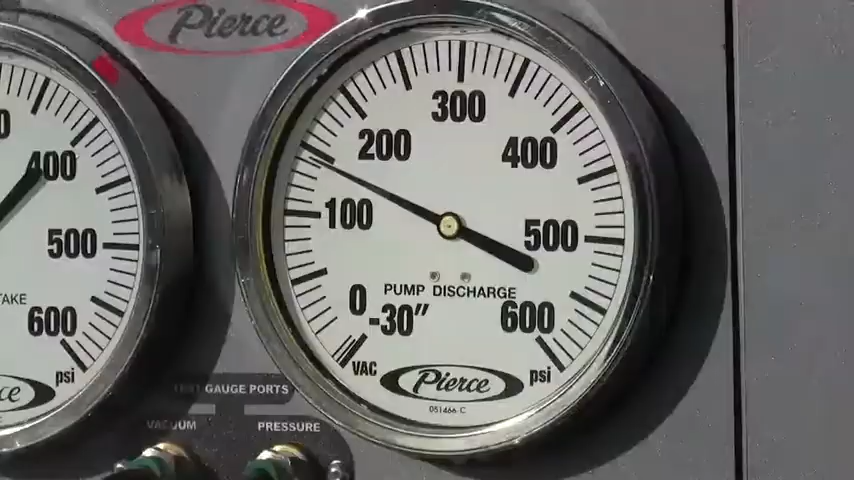 Pierce
300
200
400
400
100
500
500
0
PUMP DISCHARGE
-30"
600
600
VAC
psi
psi
Pierce
051466-C
TEST GAUGE PORTS
VACUUM
PRESSURE